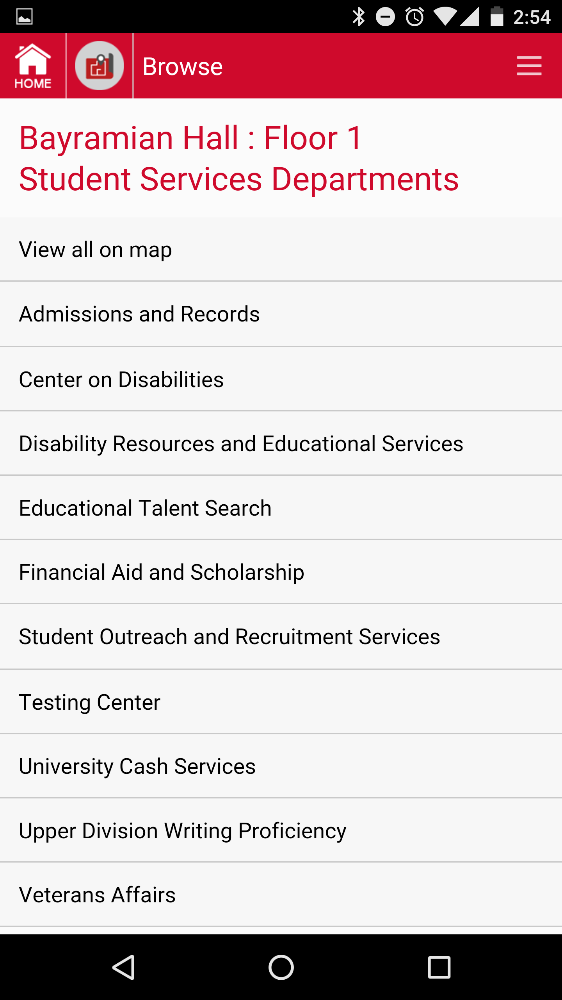 2:54
HOME
Browse
Bayramian Hall : Floor 1
Student Services Departments
View all on map
Admissions and Records
Center on Disabilities
Disability Resources and Educational Services
Educational Talent Search
Financial Aid and Scholarship
Student Outreach and Recruitment Services
Testing Center
University Cash Services
Upper Division Writing Proficiency
Veterans Affairs